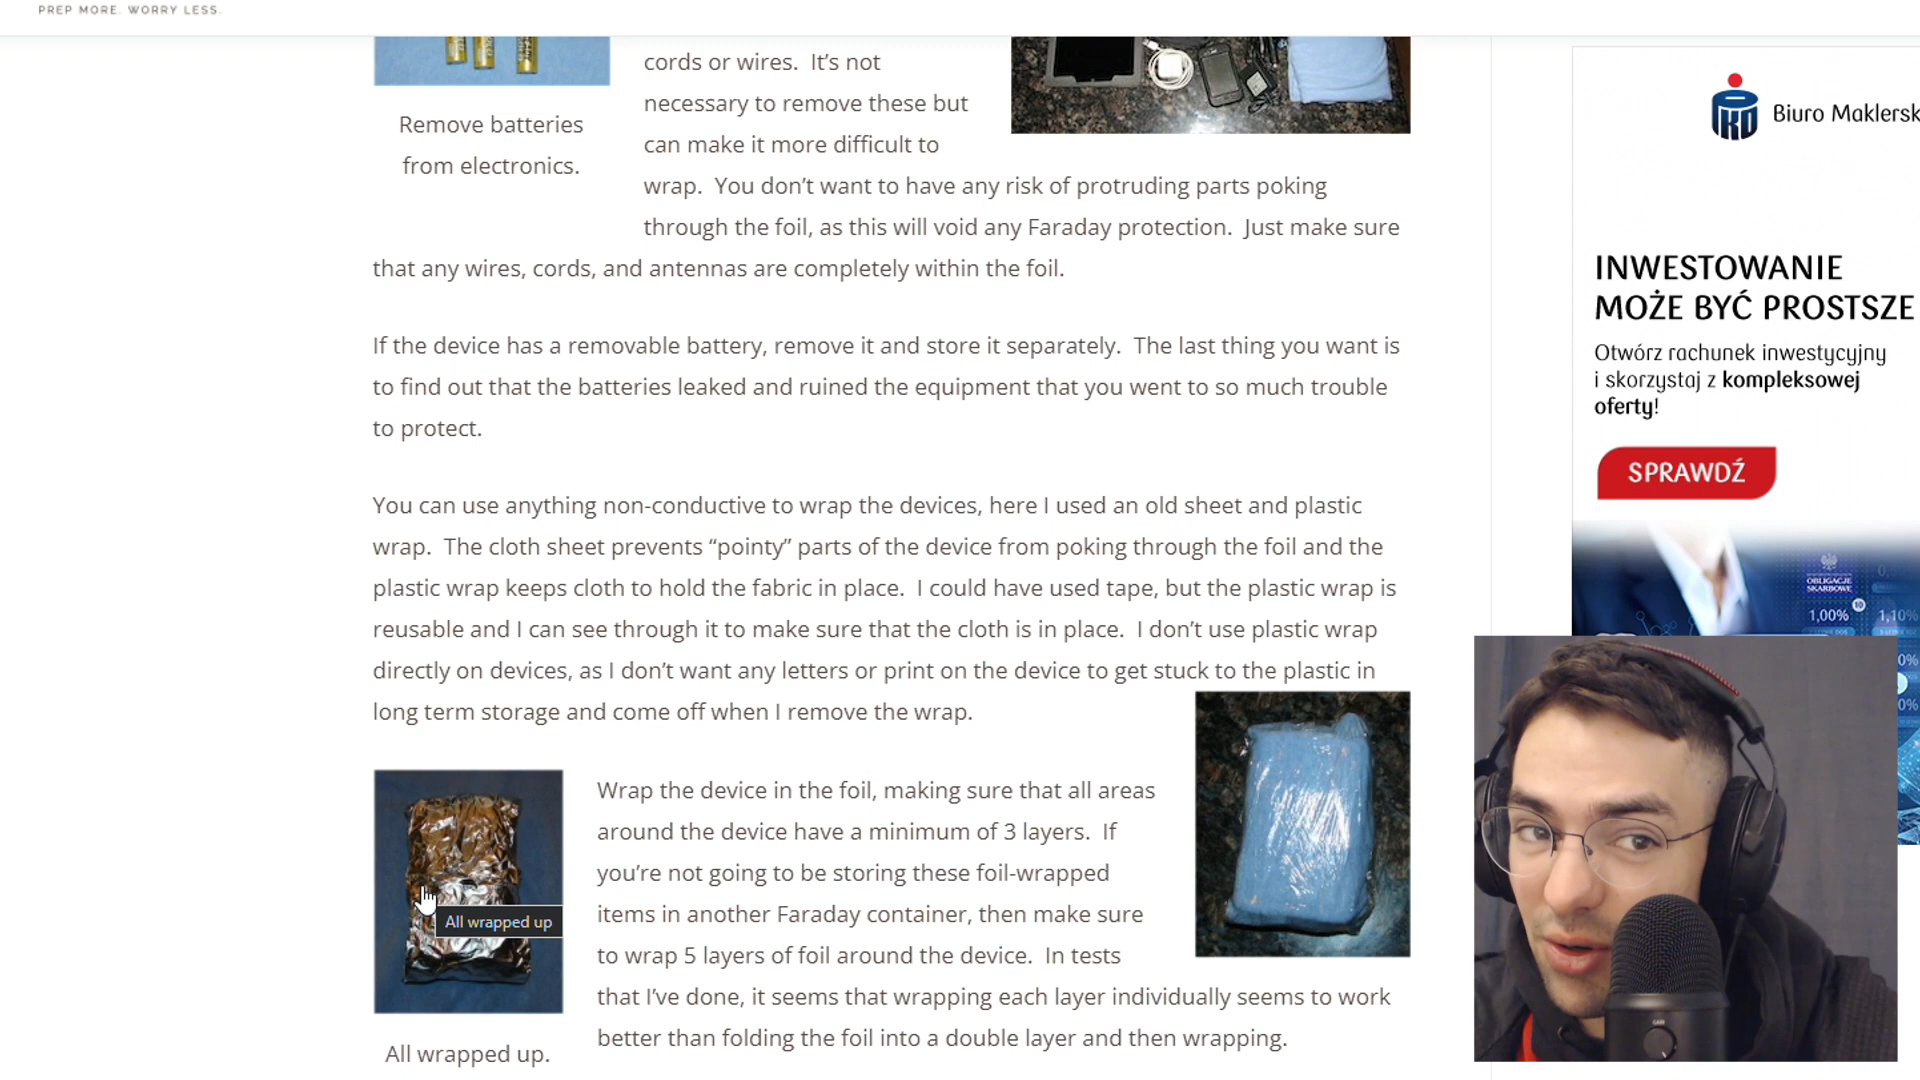 PREP MORE. WORRY LESS.
Remove batteries
from electronics.
cords or wires.  It’s not
necessary to remove these but
can make it more difficult to
wrap.  You don’t want to have any risk of protruding parts poking
through the foil, as this will void any Faraday protection.  Just make sure
that any wires, cords, and antennas are completely within the foil.
If the device has a removable battery, remove it and store it separately.  The last thing you want is
to find out that the batteries leaked and ruined the equipment that you went to so much trouble
to protect.
You can use anything non-conductive to wrap the devices, here I used an old sheet and plastic
wrap.  The cloth sheet prevents “pointy” parts of the device from poking through the foil and the
plastic wrap keeps cloth to hold the fabric in place.  I could have used tape, but the plastic wrap is
reusable and I can see through it to make sure that the cloth is in place.  I don’t use plastic wrap
directly on devices, as I don’t want any letters or print on the device to get stuck to the plastic in
long term storage and come off when I remove the wrap.
Wrap the device in the foil, making sure that all areas
around the device have a minimum of 3 layers.  If
you’re not going to be storing these foil-wrapped
items in another Faraday container, then make sure
to wrap 5 layers of foil around the device.  In tests
that I’ve done, it seems that wrapping each layer individually seems to work
better than folding the foil into a double layer and then wrapping.
All wrapped up
All wrapped up.
Biuro Maklersk
INWESTOWANIE
MOŻE BYĆ PROSTSZE
Otwórz rachunek inwestycyjny
i skorzystaj z kompleksowej
oferty!
SPRAWDŹ
OBLIGACJE
SKARBOWE
1,00%
1,10%